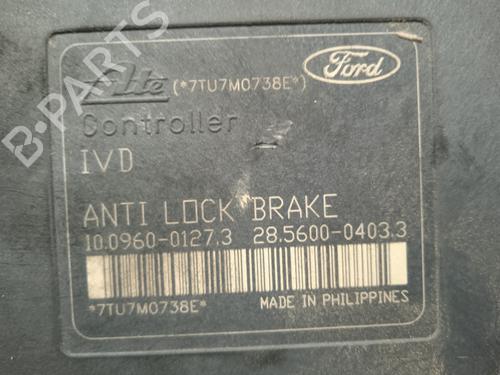 Ate (*7TU7M0738E*) Ford
Controller
IVD
ANTI LOCK BRAKE
10.0960-0127.3 28.5600-0403.3
*7TU7M0738E* MADE IN PHILIPPINES
B-PARTS